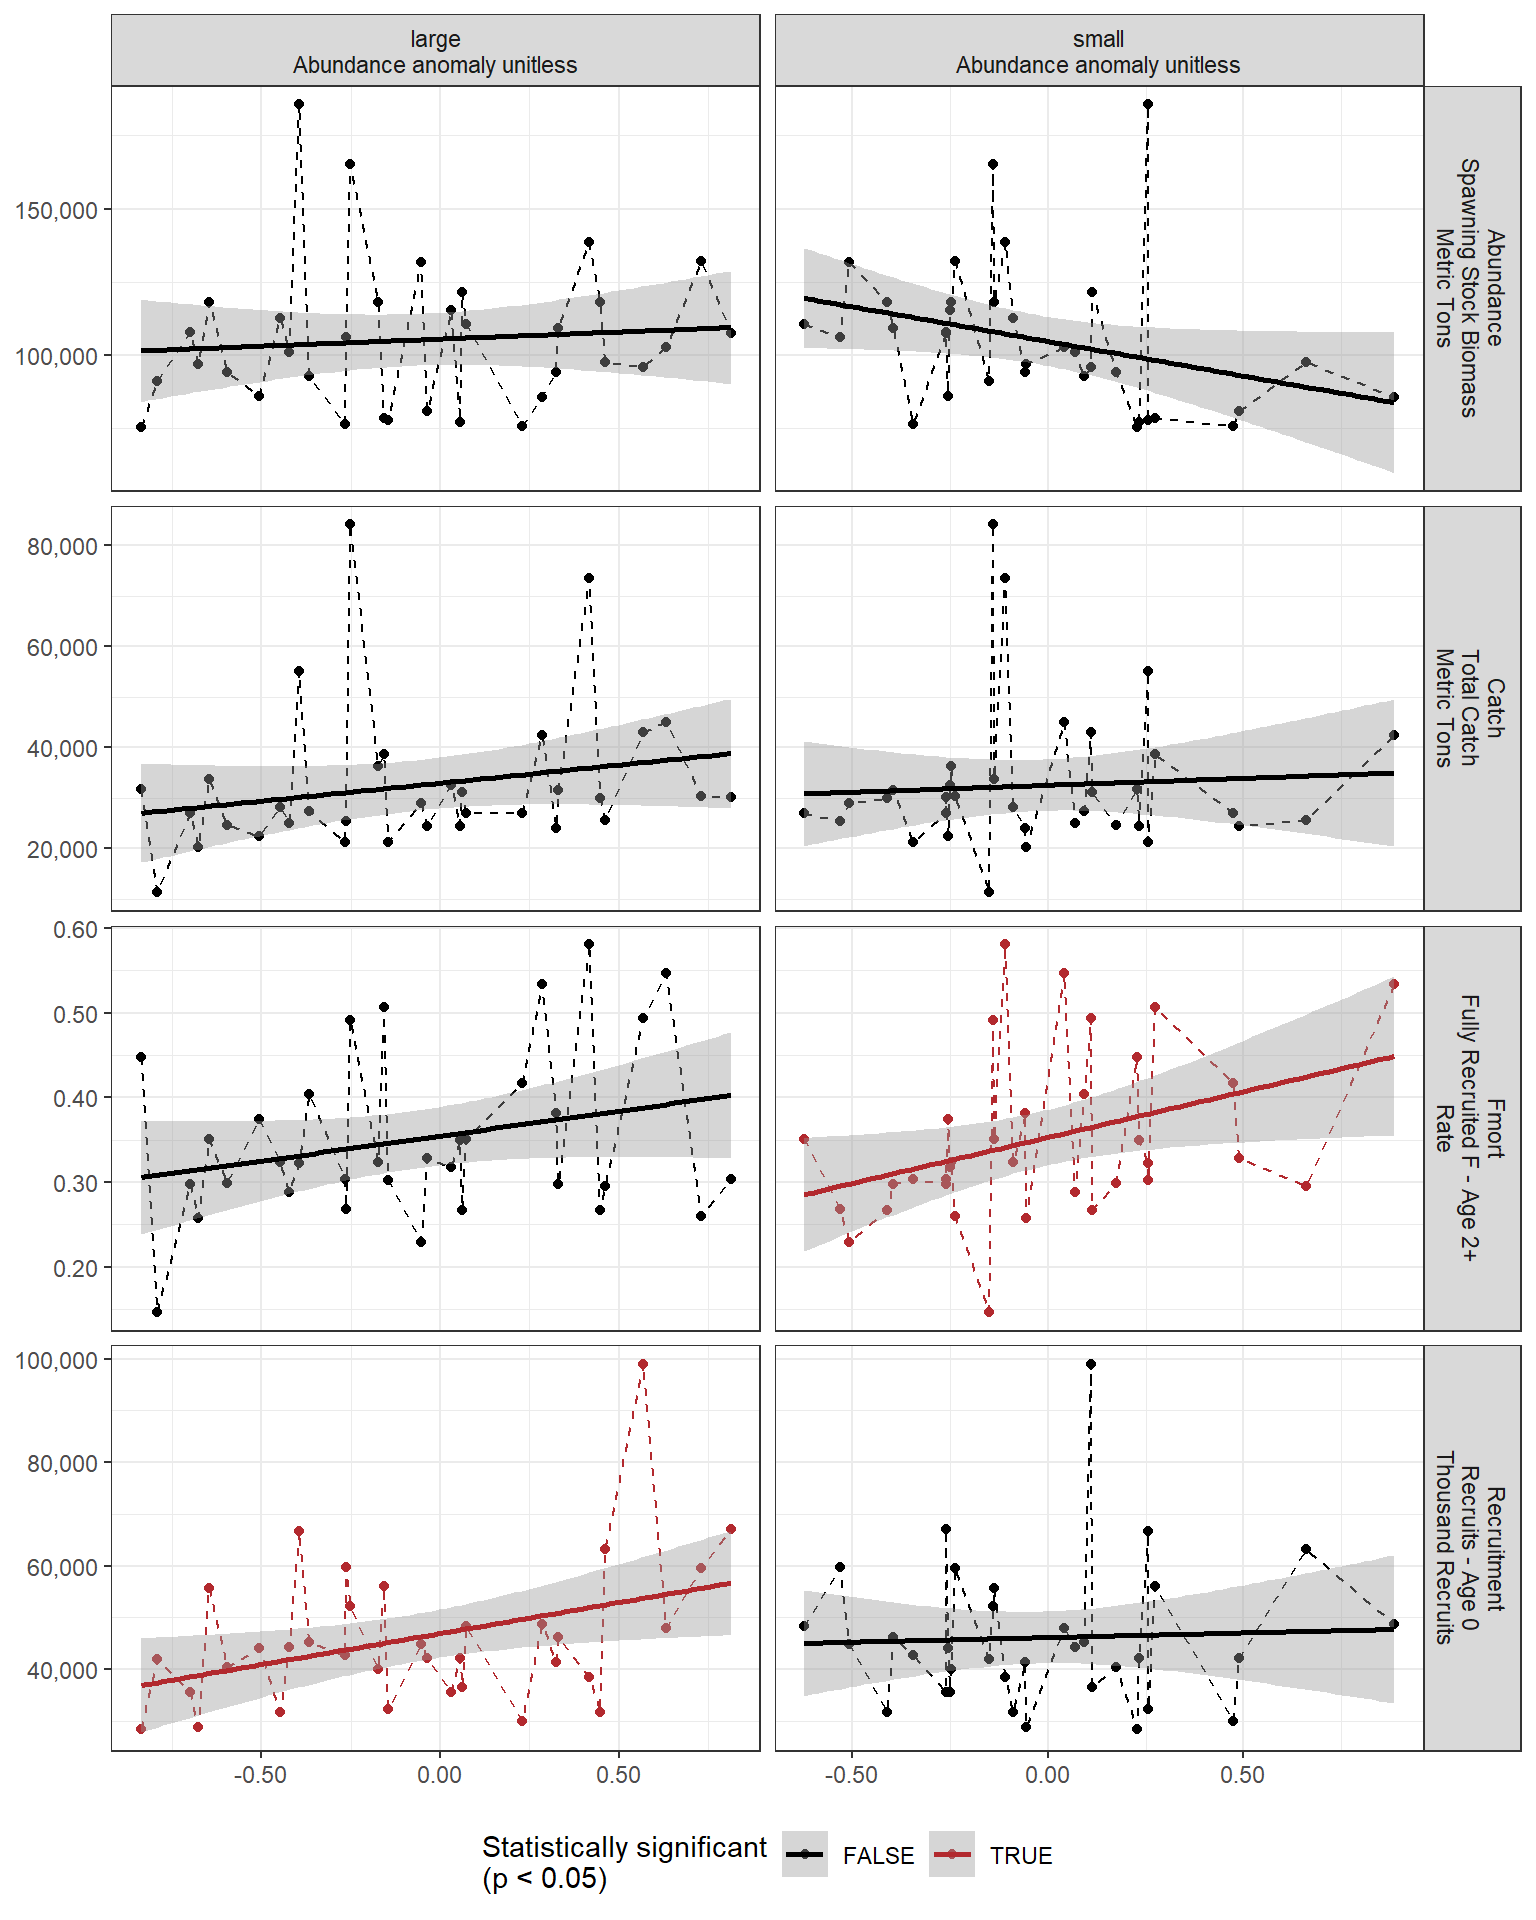 large
Abundance anomaly unitless
small
Abundance anomaly unitless
150,000
100,000
Abundance
Spawning Stock Biomass
Metric Tons
80,000
60,000
40,000
20,000
Catch
Total Catch
Metric Tons
0.60
0.50
0.40
0.30
0.20
Fmort
Fully Recruited F - Age 2+
Rate
100,000
80,000
60,000
40,000
Recruitment
Recruits - Age 0
Thousand Recruits
-0.50 0.00 0.50
-0.50 0.00 0.50
Statistically significant
(p < 0.05)
FALSE
TRUE